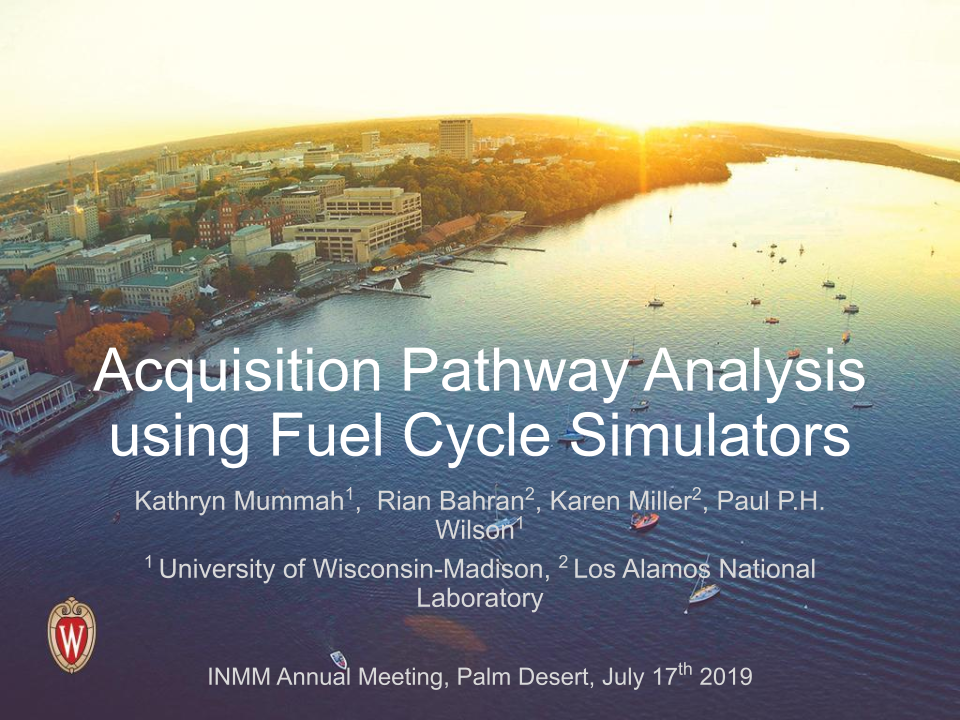 Acquisition Pathway Analysis
using Fuel Cycle Simulators
Kathryn Mummah¹, Rian Bahran², Karen Miller², Paul P.H.
Wilson¹
¹ University of Wisconsin-Madison, ² Los Alamos National
Laboratory
W
INMM Annual Meeting, Palm Desert, July 17ᵗʰ 2019